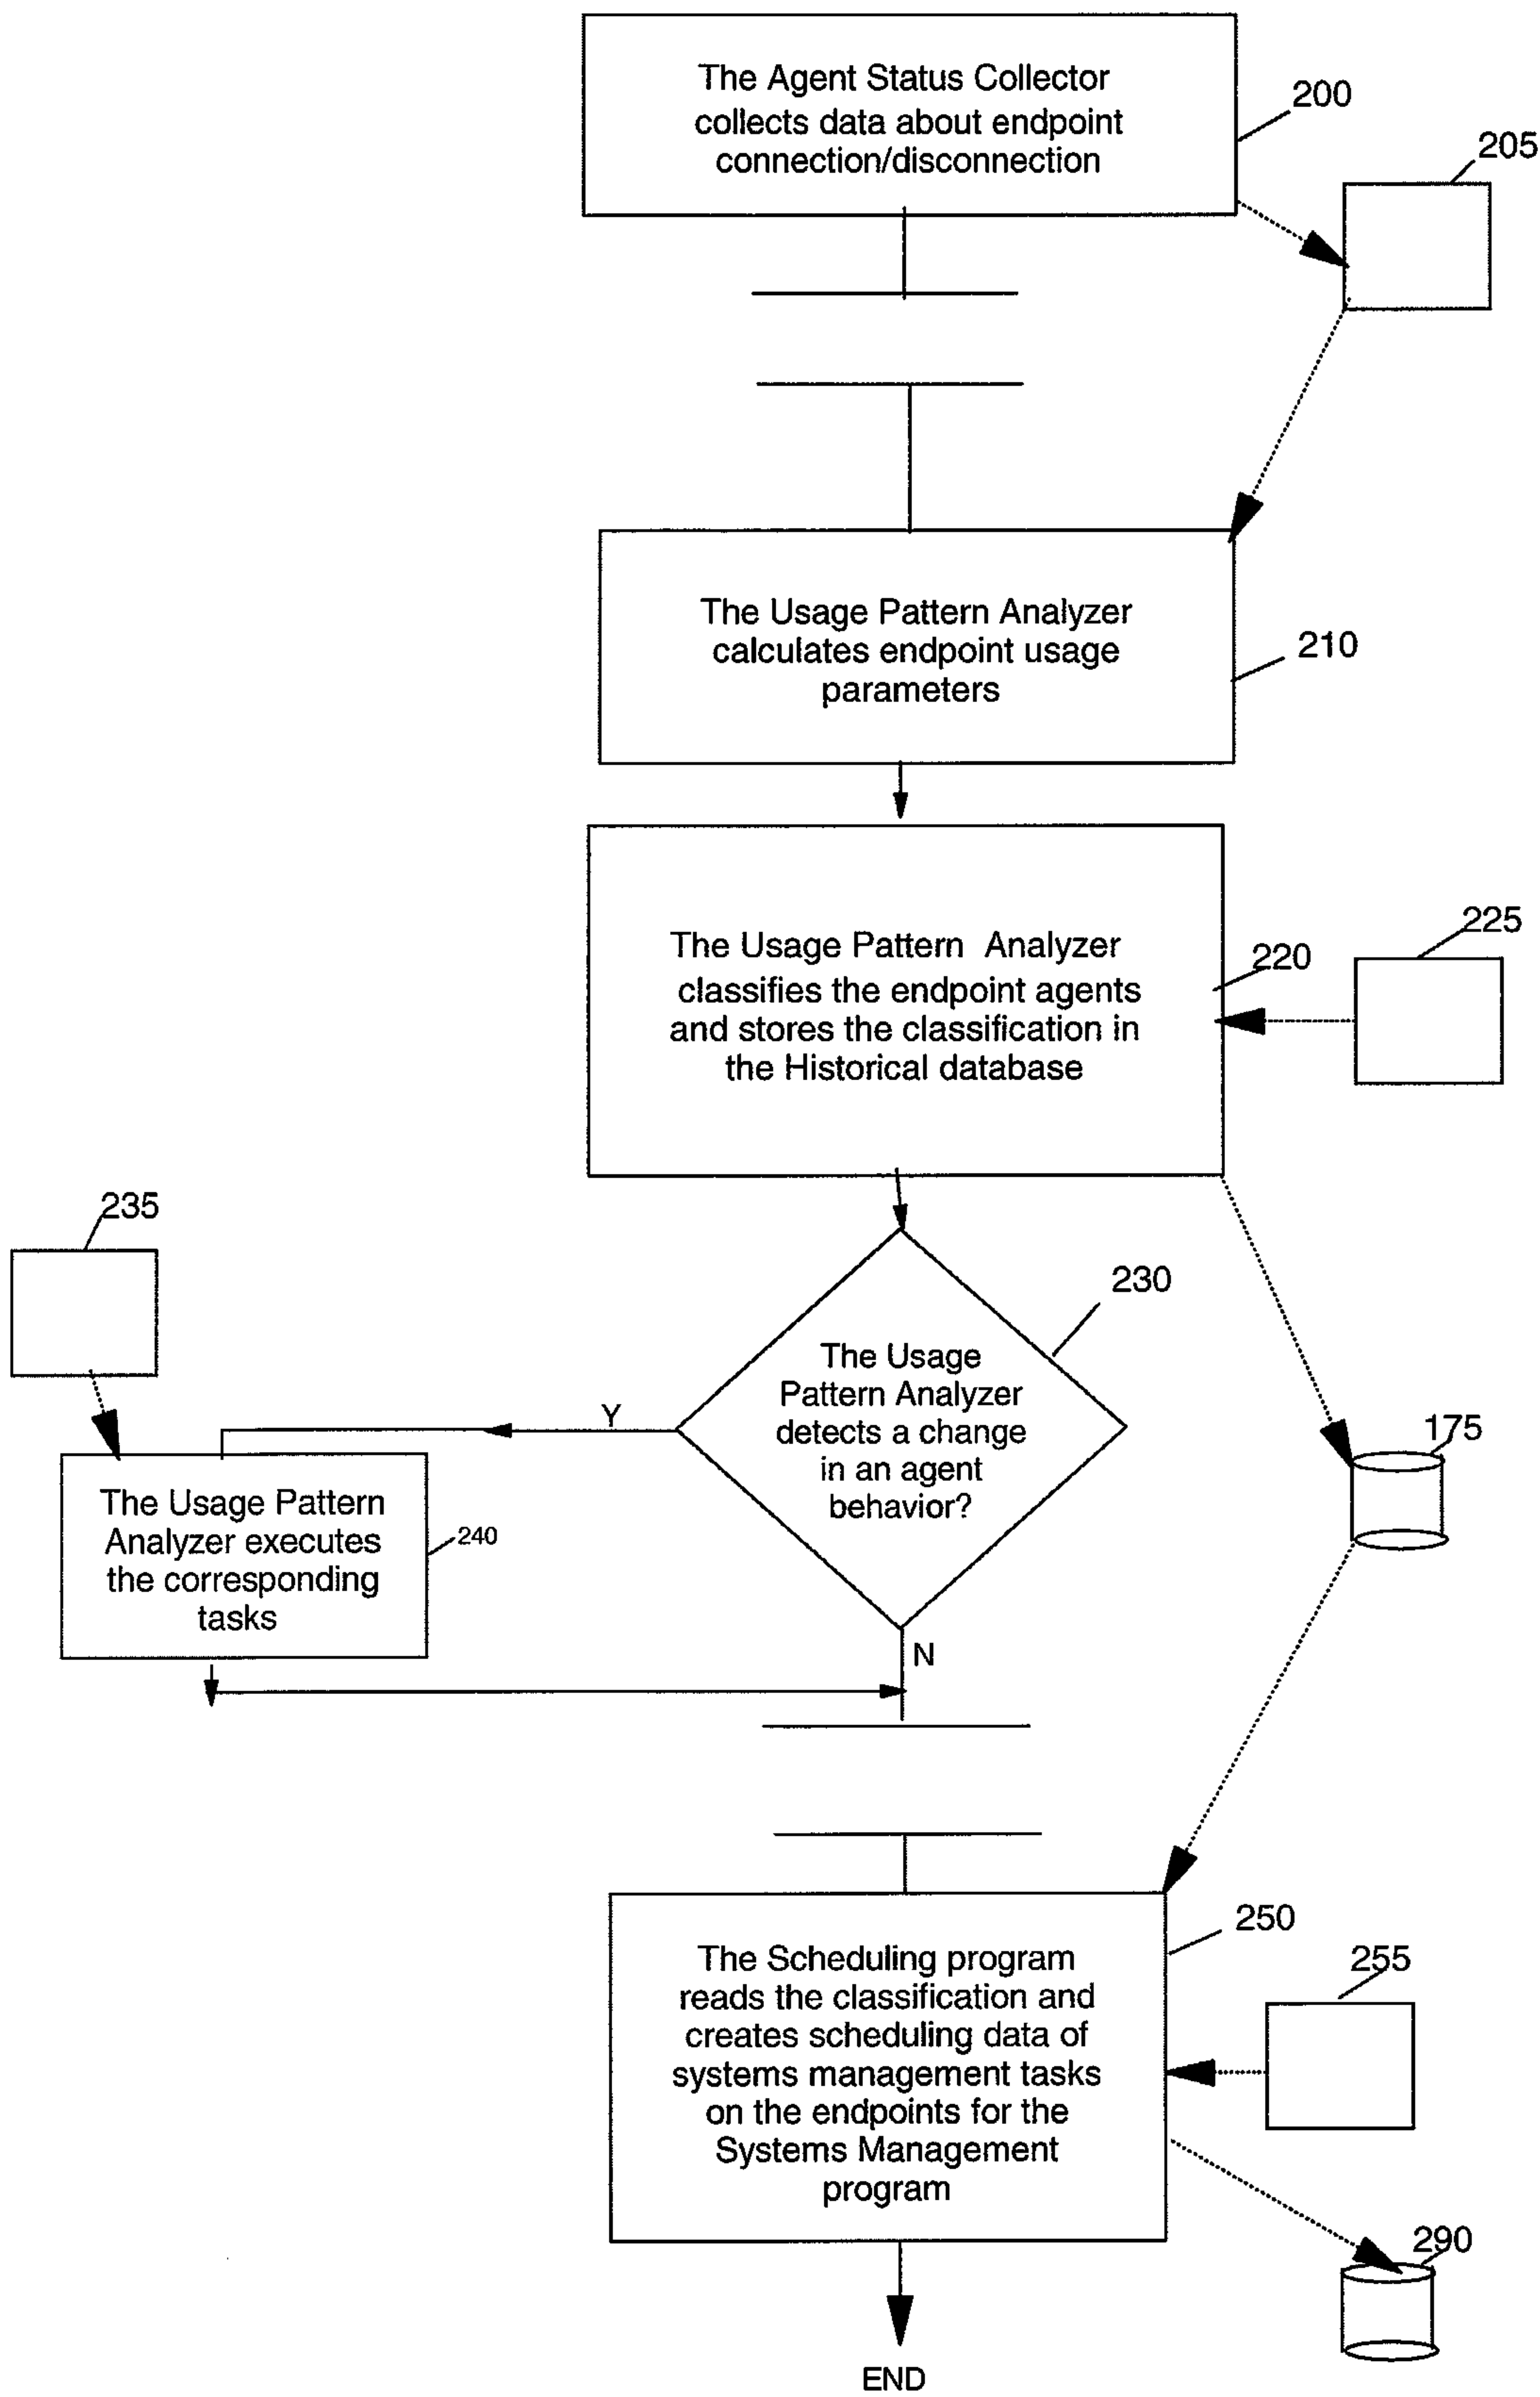 The Agent Status Collector
collects data about endpoint
connection/disconnection
200
205
The Usage Pattern Analyzer
calculates endpoint usage
parameters
210
The Usage Pattern Analyzer
classifies the endpoint agents
and stores the classification in
the Historical database
220
225
235
230
The Usage
Pattern Analyzer
detects a change
in an agent
behavior?
Y
175
The Usage Pattern
Analyzer executes
the corresponding
tasks
240
N
250
The Scheduling program
reads the classification and
creates scheduling data of
systems management tasks
on the endpoints for the
Systems Management
program
255
290
END